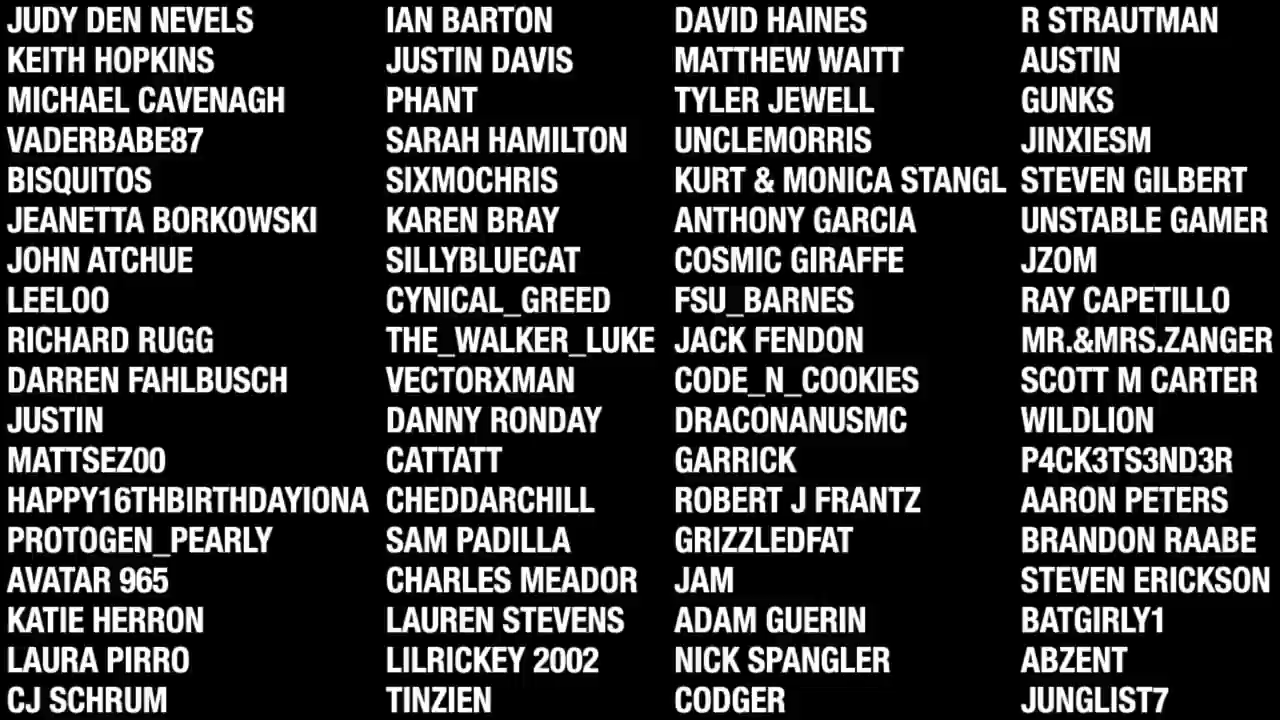 JUDY DEN NEVELS
KEITH HOPKINS
MICHAEL CAVENAGH
VADERBABE87
BISQUITOS
JEANETTA BORKOWSKI
JOHN ATCHUE
LEELOO
RICHARD RUGG
DARREN FAHLBUSCH
JUSTIN
MATTSEZ00
HAPPY16THBIRTHDAYIONA
PROTOGEN_PEARLY
AVATAR 965
KATIE HERRON
LAURA PIRRO
CJ SCHRUM
IAN BARTON
JUSTIN DAVIS
PHANT
SARAH HAMILTON
SIXMOCHRIS
KAREN BRAY
SILLYBLUECAT
CYNICAL_GREED
THE_WALKER_LUKE
VECTORXMAN
DANNY RONDAY
CATTATT
CHEDDARCHILL
SAM PADILLA
CHARLES MEADOR
LAUREN STEVENS
LILRICKEY 2002
TINZIEN
DAVID HAINES
MATTHEW WAITT
TYLER JEWELL
UNCLEMORRIS
KURT & MONICA STANGL
ANTHONY GARCIA
COSMIC GIRAFFE
FSU_BARNES
JACK FENDON
CODE_N_COOKIES
DRACONANUSMC
GARRICK
ROBERT J FRANTZ
GRIZZLEDFAT
JAM
ADAM GUERIN
NICK SPANGLER
CODGER
R STRAUTMAN
AUSTIN
GUNKS
JINXIESM
STEVEN GILBERT
UNSTABLE GAMER
JZOM
RAY CAPETILLO
MR.&MRS.ZANGER
SCOTT M CARTER
WILDLION
P4CK3TS3ND3R
AARON PETERS
BRANDON RAABE
STEVEN ERICKSON
BATGIRLY1
ABZENT
JUNGLIST7